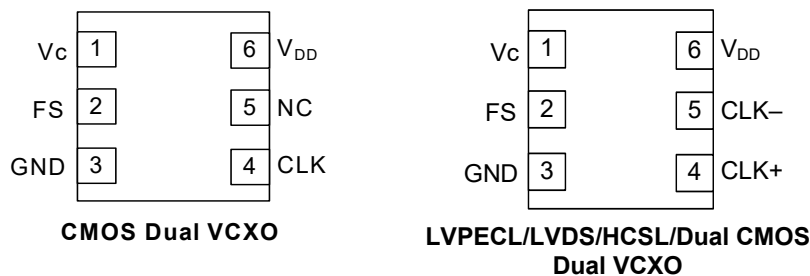 Vc 1 6 VDD
FS 2 5 NC
GND 3 4 CLK
CMOS Dual VCXO
Vc 1 6 VDD
FS 2 5 CLK–
GND 3 4 CLK+
LVPECL/LVDS/HCSL/Dual CMOS
Dual VCXO